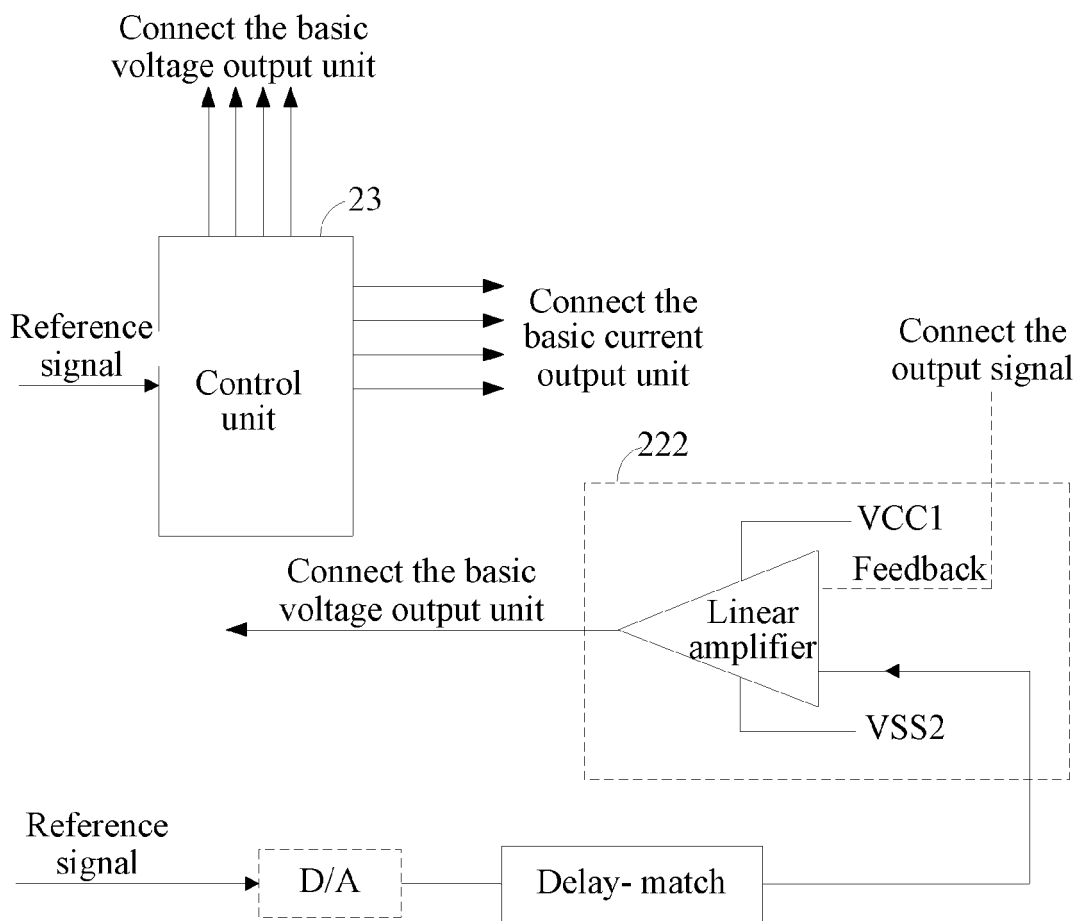 Connect the basic
voltage output unit
23
Reference
signal
Control
unit
Connect the
basic current
output unit
Connect the
output signal
222
VCC1
Feedback
Linear
amplifier
VSS2
Connect the basic
voltage output unit
Reference
signal
D/A
Delay- match